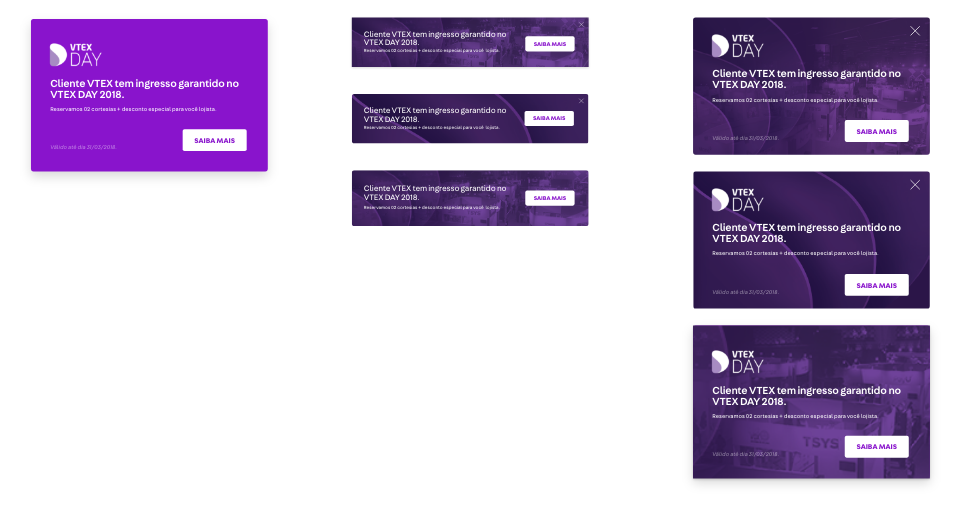 VTEX
DAY
Cliente VTEX tem ingresso garantido no
VTEX DAY 2018.
Reservamos 02 cortesias + desconto especial para você lojista.
SAIBA MAIS
Válido até dia 31/03/2018.
Cliente VTEX tem ingresso garantido no
VTEX DAY 2018.
Reservamos 02 cortesias + desconto especial para você lojista.
SAIBA MAIS
Cliente VTEX tem ingresso garantido no
VTEX DAY 2018.
Reservamos 02 cortesias + desconto especial para você lojista.
SAIBA MAIS
Cliente VTEX tem ingresso garantido no
VTEX DAY 2018.
Reservamos 02 cortesias + desconto especial para você lojista.
SAIBA MAIS
VTEX
DAY
Cliente VTEX tem ingresso garantido no
VTEX DAY 2018.
Reservamos 02 cortesias + desconto especial para você lojista.
SAIBA MAIS
Válido até dia 31/03/2018.
VTEX
DAY
Cliente VTEX tem ingresso garantido no
VTEX DAY 2018.
Reservamos 02 cortesias + desconto especial para você lojista.
SAIBA MAIS
Válido até dia 31/03/2018.
VTEX
DAY
Cliente VTEX tem ingresso garantido no
VTEX DAY 2018.
Reservamos 02 cortesias + desconto especial para você lojista.
TSYS
SAIBA MAIS
Válido até dia 31/03/2018.